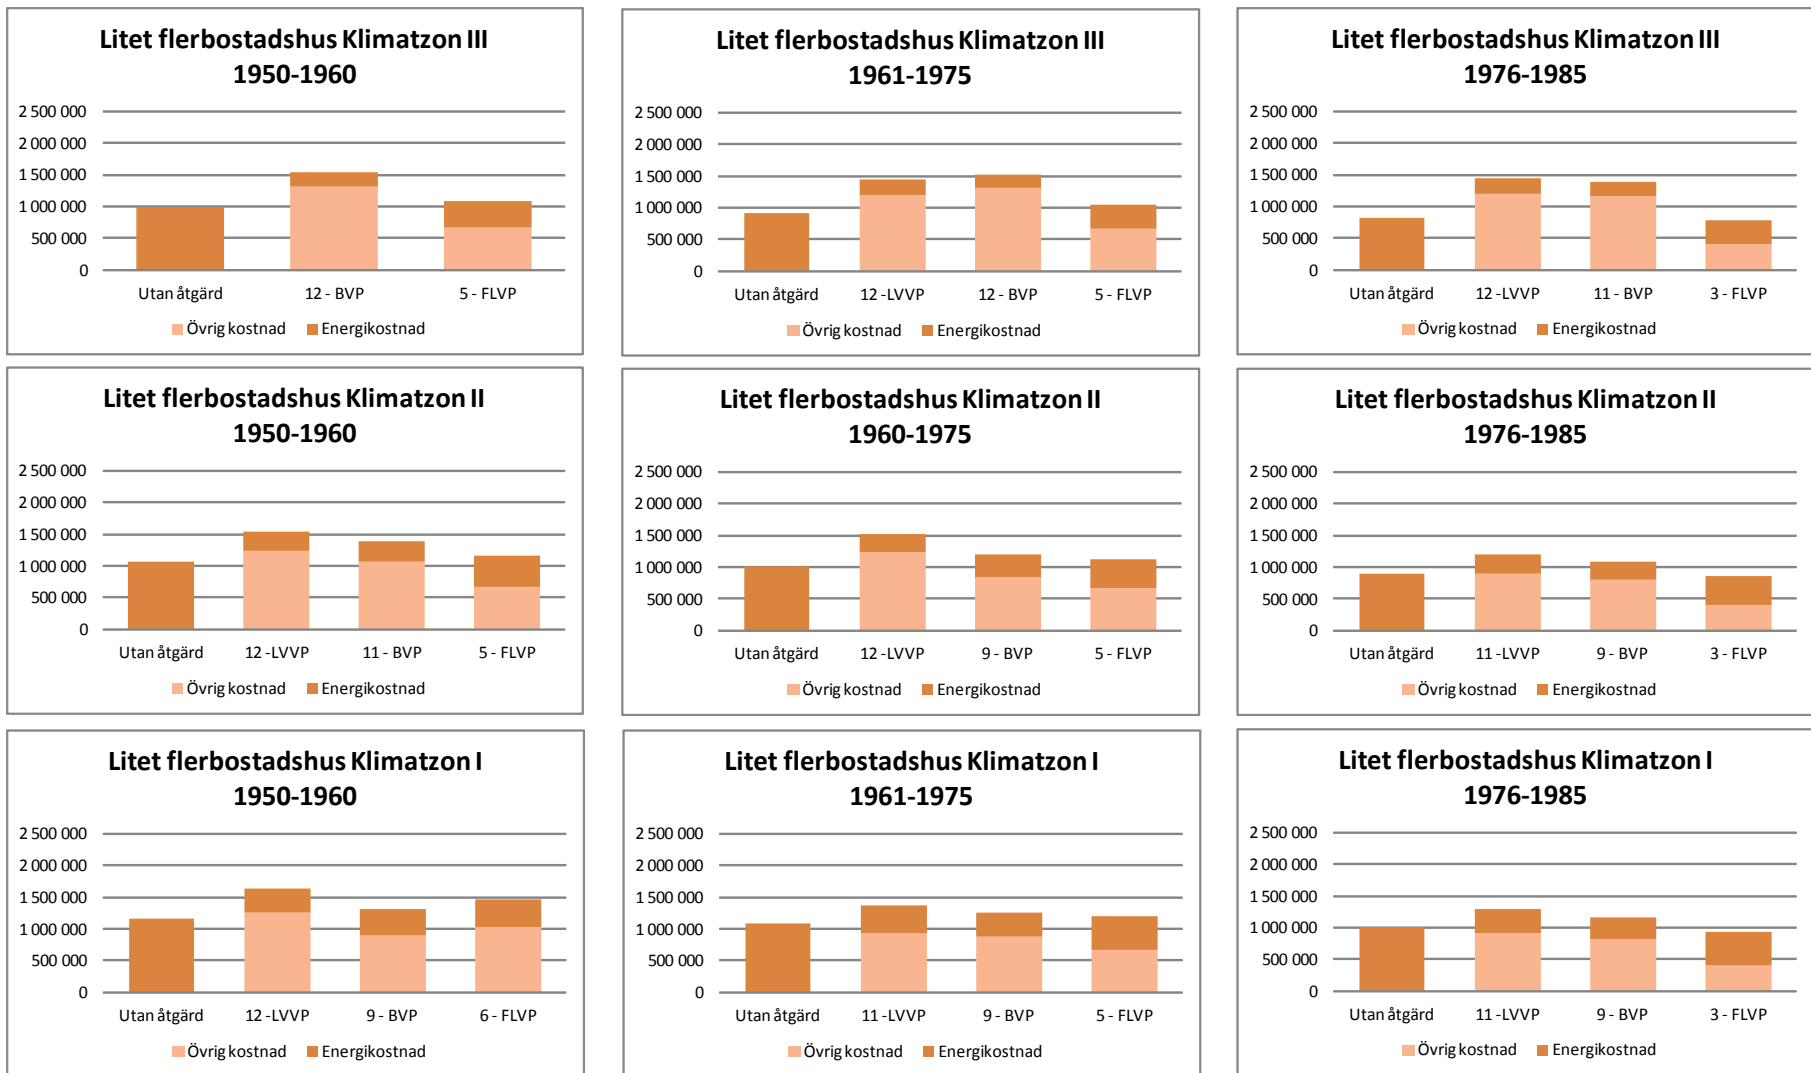 Litet flerbostadshus Klimatzon III
1950-1960
2 500 000
2 000 000
1 500 000
1 000 000
500 000
0
Utan åtgärd 12 - BVP 5 - FLVP
Övrig kostnad Energikostnad
Litet flerbostadshus Klimatzon III
1961-1975
2 500 000
2 000 000
1 500 000
1 000 000
500 000
0
Utan åtgärd 12 -LVVP 12 - BVP 5 - FLVP
Övrig kostnad Energikostnad
Litet flerbostadshus Klimatzon III
1976-1985
2 500 000
2 000 000
1 500 000
1 000 000
500 000
0
Utan åtgärd 12 -LVVP 11 - BVP 3 - FLVP
Övrig kostnad Energikostnad
Litet flerbostadshus Klimatzon II
1950-1960
2 500 000
2 000 000
1 500 000
1 000 000
500 000
0
Utan åtgärd 12 -LVVP 11 - BVP 5 - FLVP
Övrig kostnad Energikostnad
Litet flerbostadshus Klimatzon II
1960-1975
2 500 000
2 000 000
1 500 000
1 000 000
500 000
0
Utan åtgärd 12 -LVVP 9 - BVP 5 - FLVP
Övrig kostnad Energikostnad
Litet flerbostadshus Klimatzon II
1976-1985
2 500 000
2 000 000
1 500 000
1 000 000
500 000
0
Utan åtgärd 11 -LVVP 9 - BVP 3 - FLVP
Övrig kostnad Energikostnad
Litet flerbostadshus Klimatzon I
1950-1960
2 500 000
2 000 000
1 500 000
1 000 000
500 000
0
Utan åtgärd 12 -LVVP 9 - BVP 6 - FLVP
Övrig kostnad Energikostnad
Litet flerbostadshus Klimatzon I
1961-1975
2 500 000
2 000 000
1 500 000
1 000 000
500 000
0
Utan åtgärd 11 -LVVP 9 - BVP 5 - FLVP
Övrig kostnad Energikostnad
Litet flerbostadshus Klimatzon I
1976-1985
2 500 000
2 000 000
1 500 000
1 000 000
500 000
0
Utan åtgärd 11 -LVVP 9 - BVP 3 - FLVP
Övrig kostnad Energikostnad